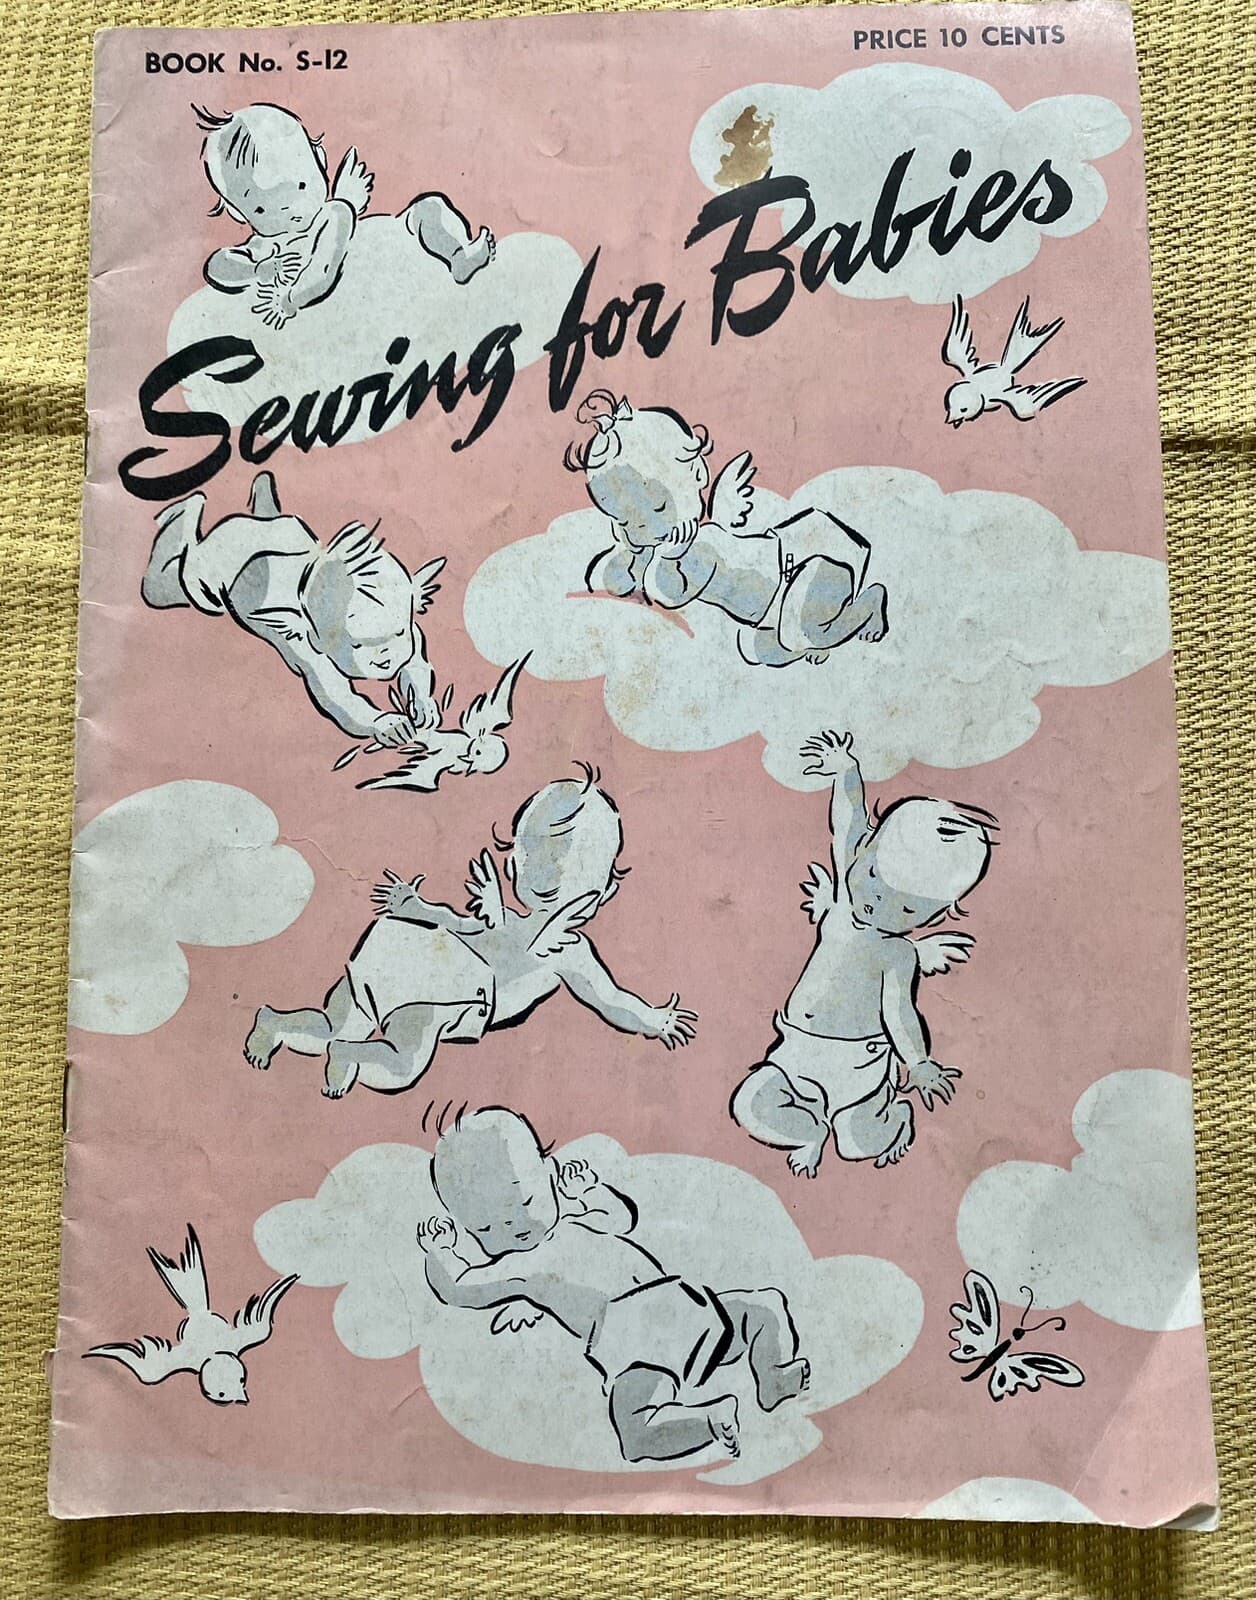 BOOK No. S-12
PRICE 10 CENTS
Sewing for Babies